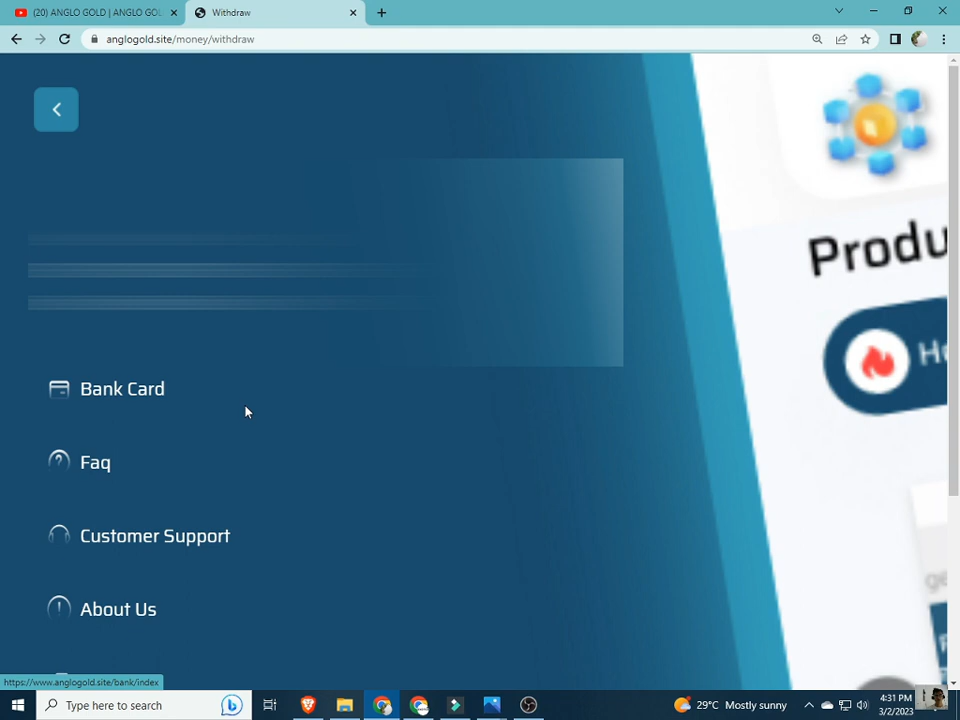 (20) ANGLO GOLD | ANGLO GOL
Withdraw
anglogold.site/money/withdraw
Produ
Ho
Bank Card
Faq
Customer Support
About Us
https://www.anglogold.site/bank/index
Type here to search
29°C Mostly sunny
4:31 PM
3/2/2023